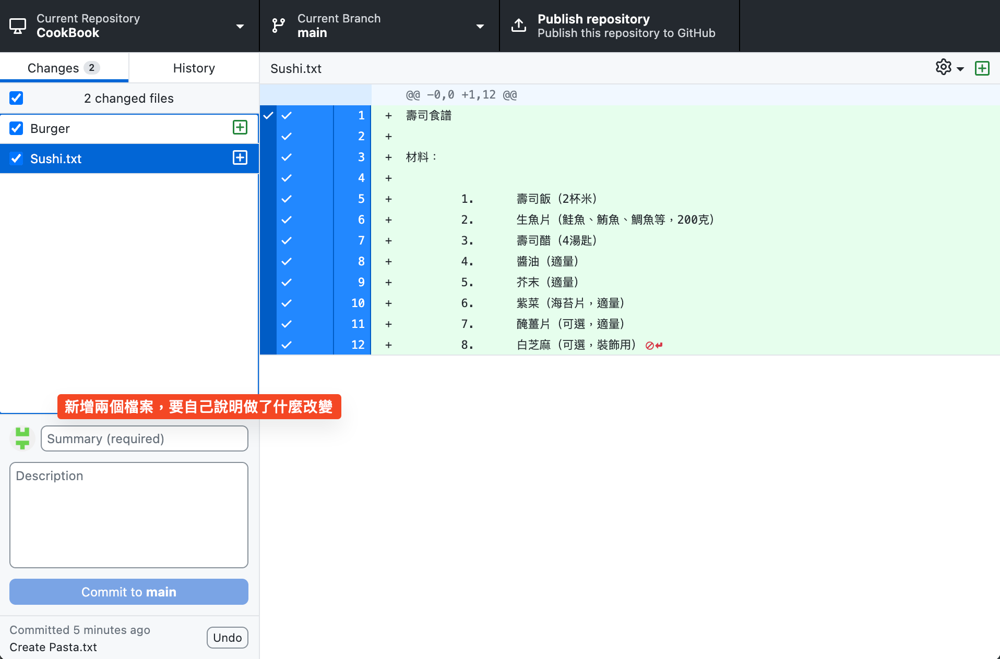 Current Repository
CookBook
Current Branch
main
Publish repository
Publish this repository to GitHub
Changes 2
History
2 changed files
Burger
Sushi.txt
Sushi.txt
@@ -0,0 +1,12 @@
1 + 壽司食譜
2 +
3 + 材料：
4 +
5 + 1. 壽司飯（2杯米）
6 + 2. 生魚片（鮭魚、鮪魚、鯛魚等，200克）
7 + 3. 壽司醋（4湯匙）
8 + 4. 醬油（適量）
9 + 5. 芥末（適量）
10 + 6. 紫菜（海苔片，適量）
11 + 7. 醃薑片（可選，適量）
12 + 8. 白芝麻（可選，裝飾用）
新增兩個檔案，要自己說明做了什麼改變
Summary (required)
Description
Commit to main
Committed 5 minutes ago
Create Pasta.txt
Undo